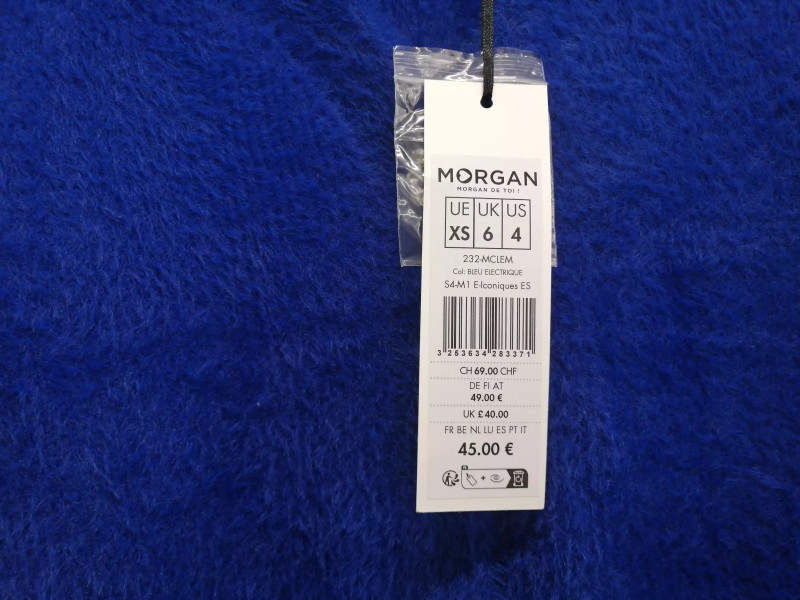 MORGAN
MORGAN DE TOI !
UE UK US
XS 6 4
232-MCLEM
Col: BLEU ELECTRIQUE
S4-M1 E-Iconiques ES
3 253634 283371
CH 69.00 CHF
DE FI AT
49.00 €
UK £40.00
FR BE NL LU ES PT IT
45.00 €